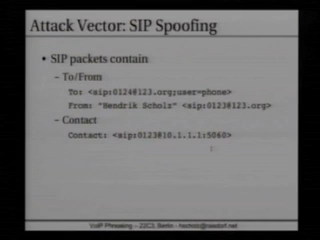 Attack Vector: SIP Spoofing
• SIP packets contain
– To/From
To: <sip:0124@123.org;user=phone>
From: "Hendrik Scholz" <sip:0123@123.org>
– Contact
Contact: <sip:0123@10.1.1.1:5060>
VoIP Phreaking – 22C3, Berlin - hscholz@raisdorf.net